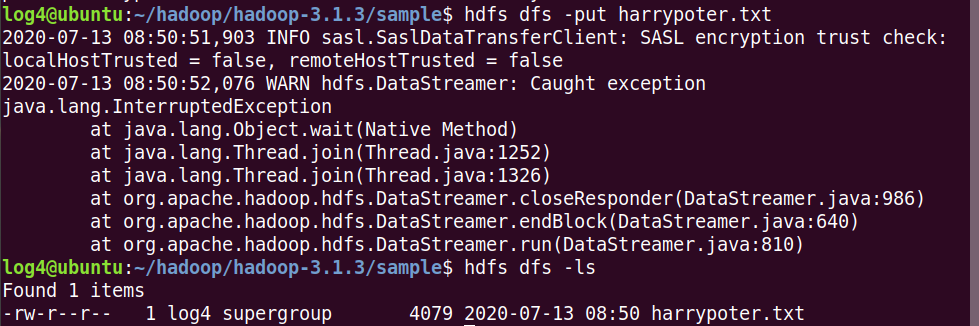 log4@ubuntu:~/hadoop/hadoop-3.1.3/sample$ hdfs dfs -put harrypoter.txt
2020-07-13 08:50:51,903 INFO sasl.SaslDataTransferClient: SASL encryption trust check:
localHostTrusted = false, remoteHostTrusted = false
2020-07-13 08:50:52,076 WARN hdfs.DataStreamer: Caught exception
java.lang.InterruptedException
        at java.lang.Object.wait(Native Method)
        at java.lang.Thread.join(Thread.java:1252)
        at java.lang.Thread.join(Thread.java:1326)
        at org.apache.hadoop.hdfs.DataStreamer.closeResponder(DataStreamer.java:986)
        at org.apache.hadoop.hdfs.DataStreamer.endBlock(DataStreamer.java:640)
        at org.apache.hadoop.hdfs.DataStreamer.run(DataStreamer.java:810)
log4@ubuntu:~/hadoop/hadoop-3.1.3/sample$ hdfs dfs -ls
Found 1 items
-rw-r--r--   1 log4 supergroup       4079 2020-07-13 08:50 harrypoter.txt